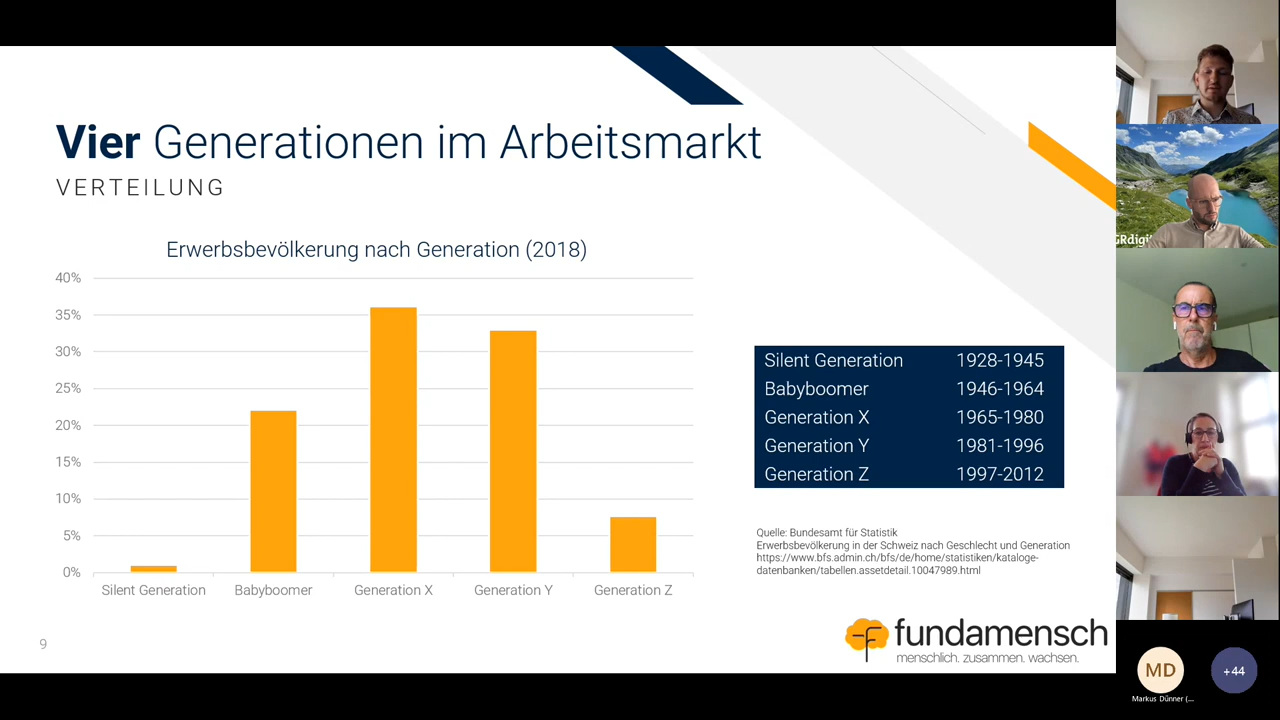 Vier Generationen im Arbeitsmarkt
VERTEILUNG
Erwerbsbevölkerung nach Generation (2018)
40%
35%
30%
25%
20%
15%
10%
5%
0%
Silent Generation Babyboomer Generation X Generation Y Generation Z
Silent Generation 1928-1945
Babyboomer 1946-1964
Generation X 1965-1980
Generation Y 1981-1996
Generation Z 1997-2012
Quelle: Bundesamt für Statistik
Erwerbsbevölkerung in der Schweiz nach Geschlecht und Generation
https://www.bfs.admin.ch/bfs/de/home/statistiken/kataloge-
datenbanken/tabellen.assetdetail.10047989.html
fundamensch
menschlich. zusammen. wachsen.
9
GRdigi
MD
+44
Markus Dünner (...